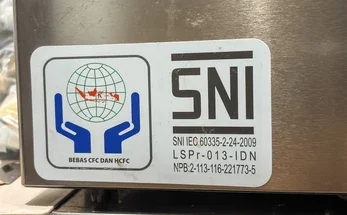 BEBAS CFC DAN HCFC
SNI
SNI IEC 60335-2-24-2009
LSPr-013-IDN
NPB:2-113-116-221773-5